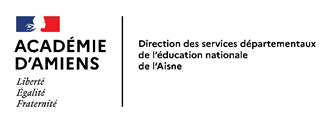 ACADÉMIE
D'AMIENS
Liberté
Égalité
Fraternité
Direction des services départementaux
de l'éducation nationale
de l'Aisne